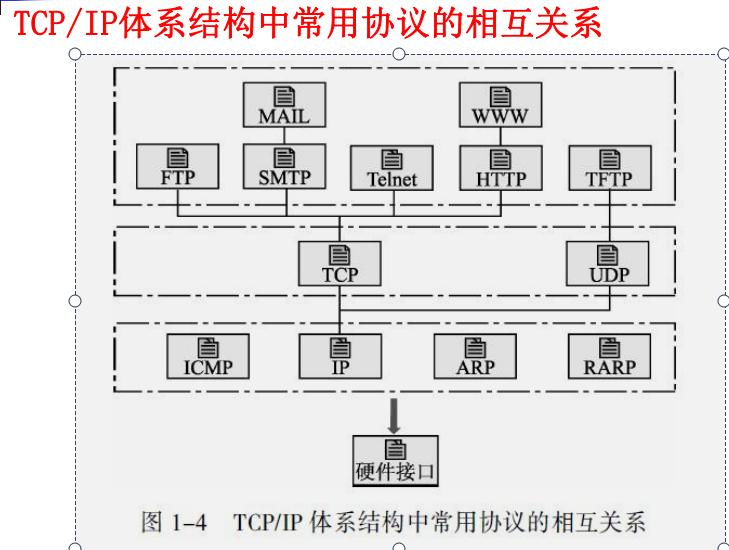 TCP/IP体系结构中常用协议的相互关系
MAIL
WWW
FTP
SMTP
Telnet
HTTP
TFTP
TCP
UDP
ICMP
IP
ARP
RARP
硬件接口
图 1-4 TCP/IP 体系结构中常用协议的相互关系